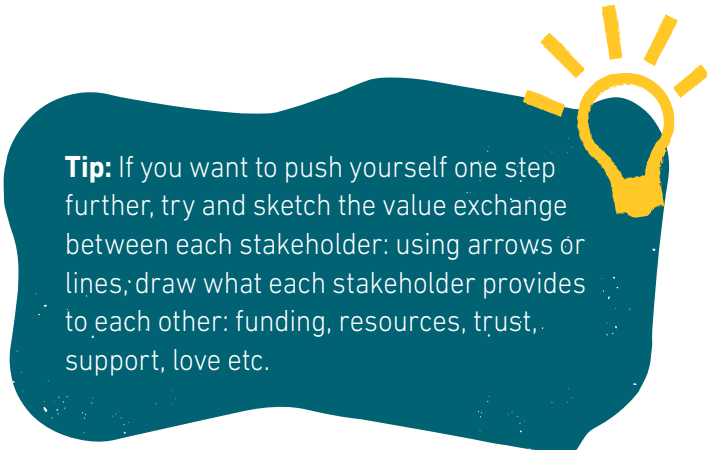 Tip: If you want to push yourself one step
further, try and sketch the value exchange
between each stakeholder: using arrows or
lines, draw what each stakeholder provides
to each other: funding, resources, trust,
support, love etc.